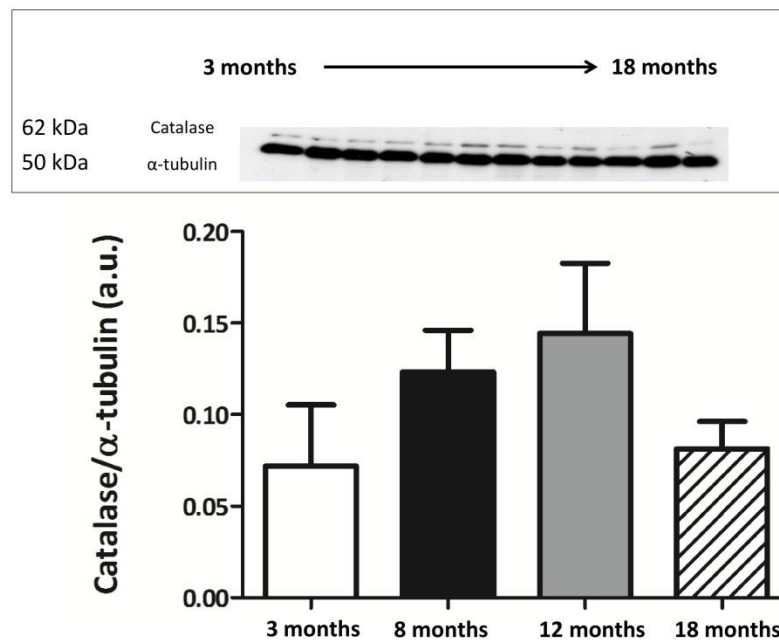 3 months 18 months
62 kDa Catalase
50 kDa α-tubulin
Catalase/α-tubulin (a.u.)
0.20
0.15
0.10
0.05
0.00
3 months 8 months 12 months 18 months